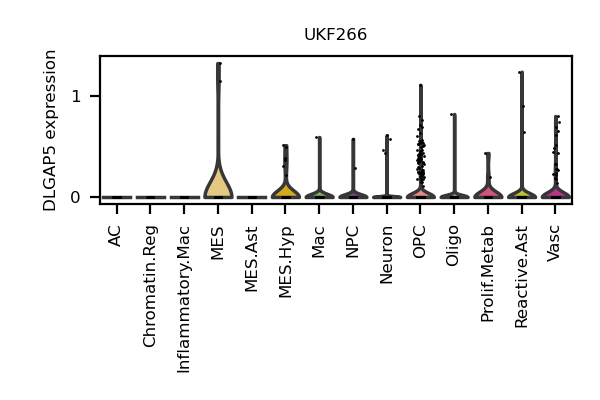 UKF266
DLGAP5 expression
1
0
AC
Chromatin.Reg
Inflammatory.Mac
MES
MES.Ast
MES.Hyp
Mac
NPC
Neuron
OPC
Oligo
Prolif.Metab
Reactive.Ast
Vasc